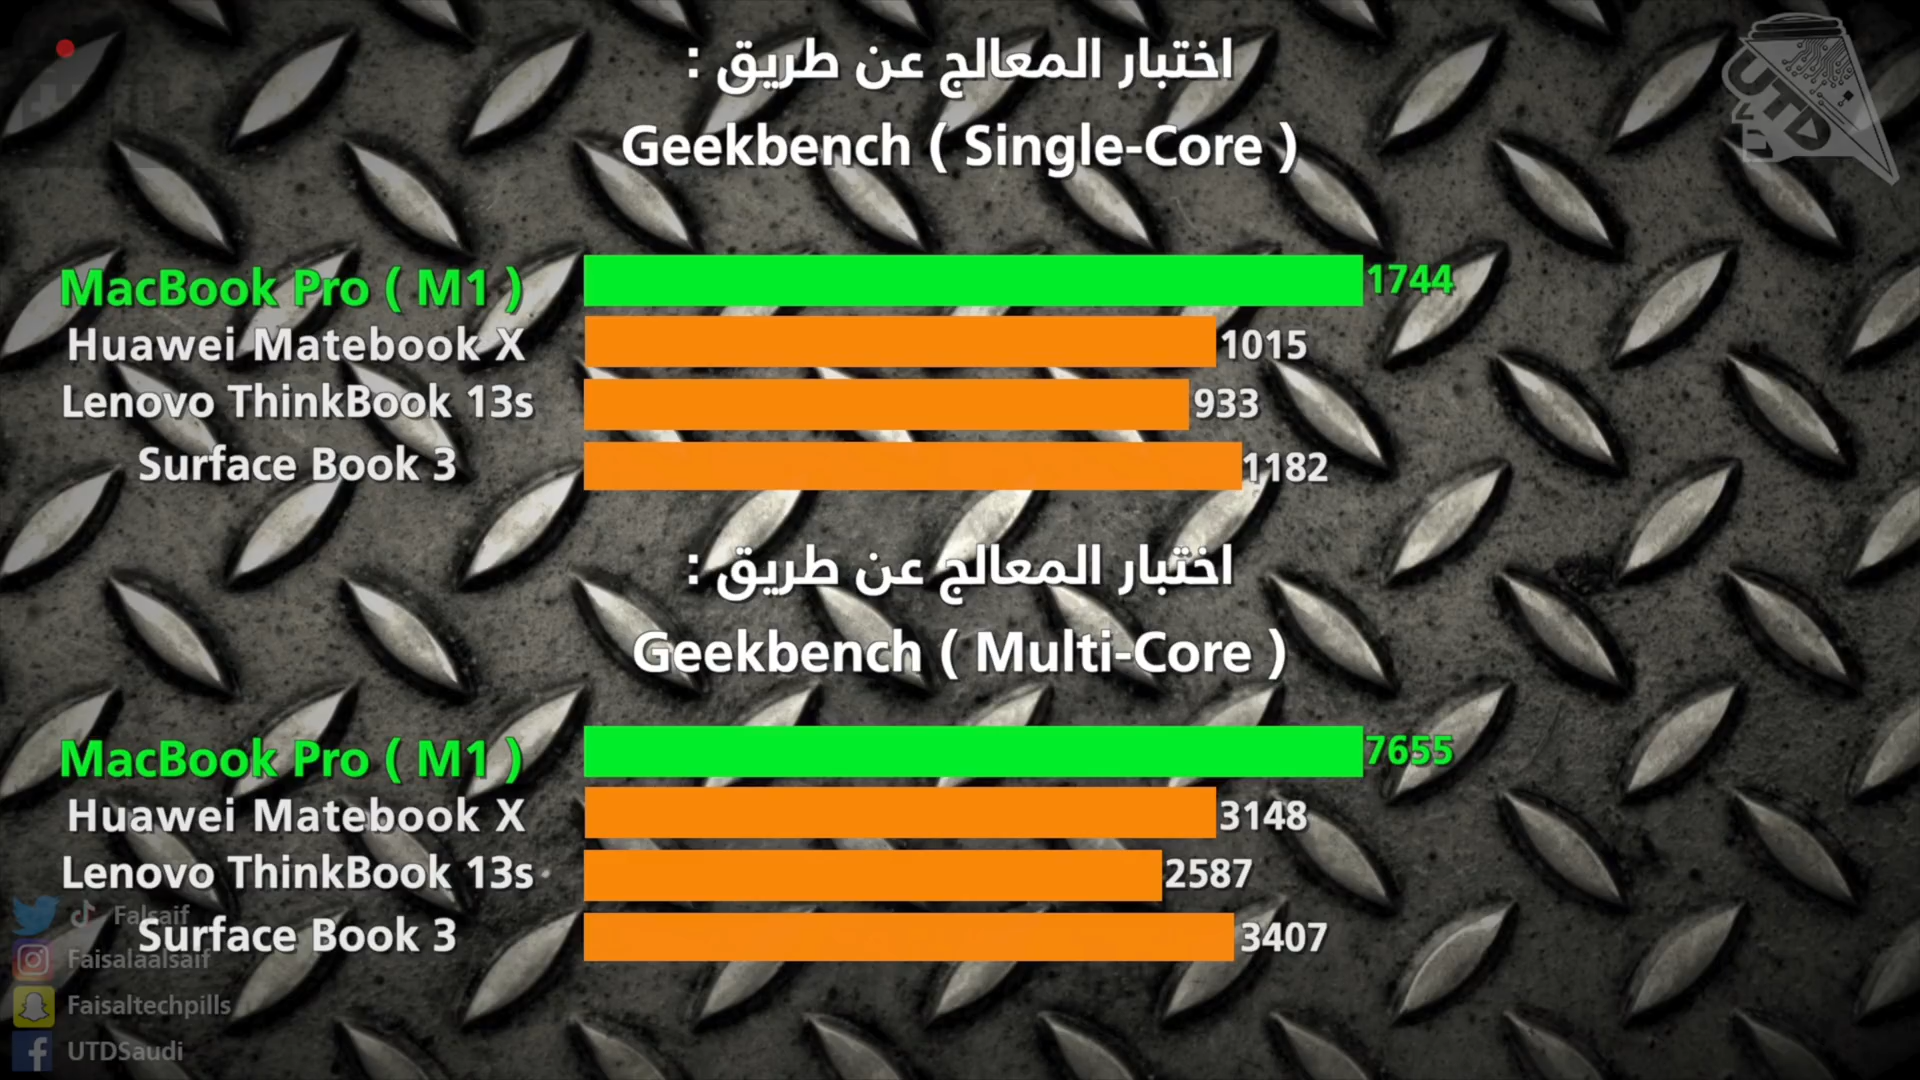 اختبار المعالج عن طريق :
Geekbench ( Single-Core )
MacBook Pro ( M1 ) 1744
Huawei Matebook X 1015
Lenovo ThinkBook 13s 933
Surface Book 3 1182
اختبار المعالج عن طريق :
Geekbench ( Multi-Core )
MacBook Pro ( M1 ) 7655
Huawei Matebook X 3148
Lenovo ThinkBook 13s 2587
Surface Book 3 3407
Falsaif
Faisalaalsaif
Faisaltechpills
UTDSaudi
UTD